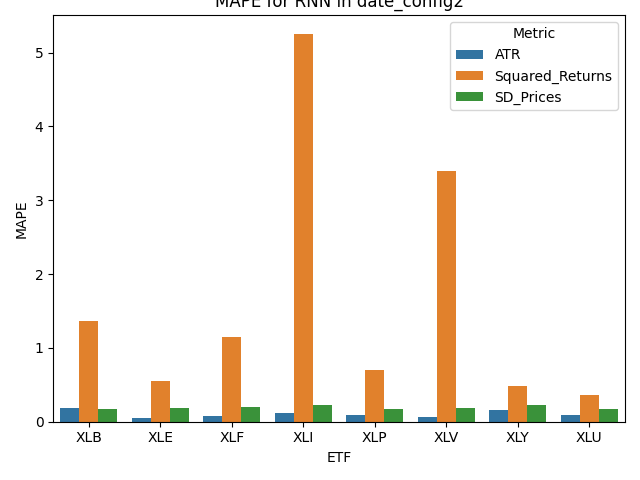 MAPE for RNN in date_config2
Metric
ATR
Squared_Returns
SD_Prices
MAPE
5
4
3
2
1
0
XLB XLE XLF XLI XLP XLV XLY XLU
ETF